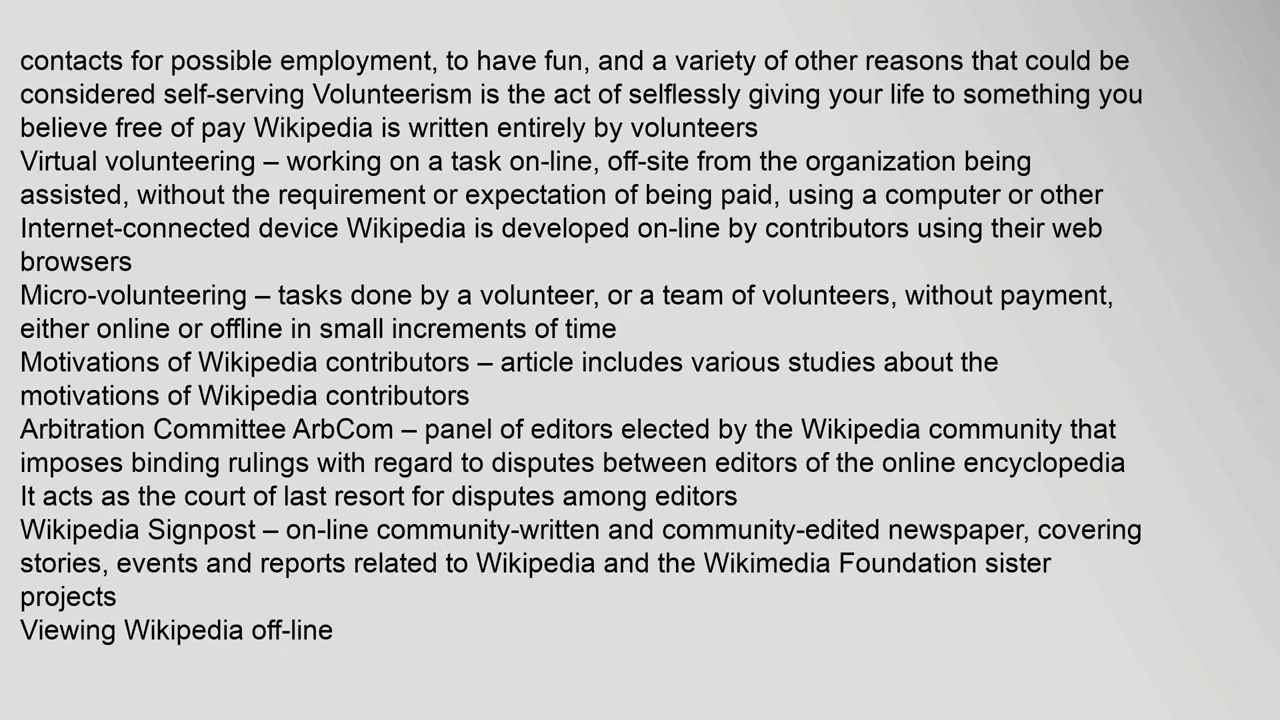 contacts for possible employment, to have fun, and a variety of other reasons that could be
considered self-serving Volunteerism is the act of selflessly giving your life to something you
believe free of pay Wikipedia is written entirely by volunteers
Virtual volunteering – working on a task on-line, off-site from the organization being
assisted, without the requirement or expectation of being paid, using a computer or other
Internet-connected device Wikipedia is developed on-line by contributors using their web
browsers
Micro-volunteering – tasks done by a volunteer, or a team of volunteers, without payment,
either online or offline in small increments of time
Motivations of Wikipedia contributors – article includes various studies about the
motivations of Wikipedia contributors
Arbitration Committee ArbCom – panel of editors elected by the Wikipedia community that
imposes binding rulings with regard to disputes between editors of the online encyclopedia
It acts as the court of last resort for disputes among editors
Wikipedia Signpost – on-line community-written and community-edited newspaper, covering
stories, events and reports related to Wikipedia and the Wikimedia Foundation sister
projects
Viewing Wikipedia off-line